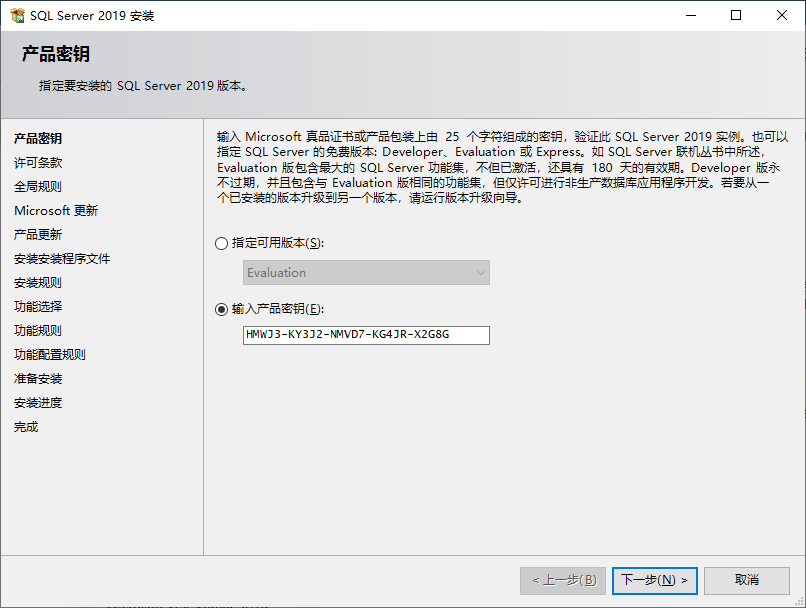 SQL Server 2019 安装
产品密钥
指定要安装的 SQL Server 2019 版本。
产品密钥
许可条款
全局规则
Microsoft 更新
产品更新
安装安装程序文件
安装规则
功能选择
功能规则
功能配置规则
准备安装
安装进度
完成
输入 Microsoft 真品证书或产品包装上由 25 个字符组成的密钥，验证此 SQL Server 2019 实例。也可以
指定 SQL Server 的免费版本: Developer、Evaluation 或 Express。如 SQL Server 联机丛书中所述，
Evaluation 版包含最大的 SQL Server 功能集，不但已激活，还具有 180 天的有效期。Developer 版永
不过期，并且包含与 Evaluation 版相同的功能集，但仅许可进行非生产数据库应用程序开发。若要从一
个已安装的版本升级到另一个版本，请运行版本升级向导。
指定可用版本(S):
Evaluation
输入产品密钥(E):
HMWJ3-KY3J2-NMVD7-KG4JR-X2G8G
< 上一步(B)
下一步(N) >
取消